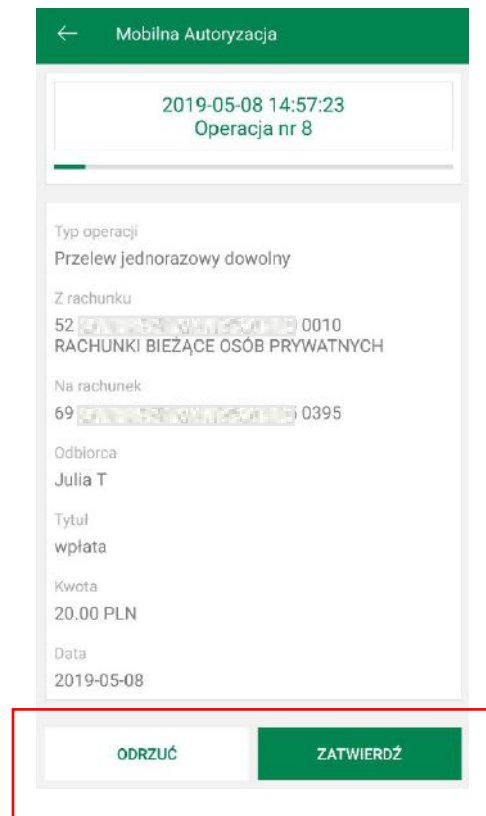 Mobilna Autoryzacja
2019-05-08 14:57:23
Operacja nr 8
Typ operacji
Przelew jednorazowy dowolny
Z rachunku
52 0010
RACHUNKI BIEŻĄCE OSÓB PRYWATNYCH
Na rachunek
69 0395
Odbiorca
Julia T
Tytuł
wpłata
Kwota
20.00 PLN
Data
2019-05-08
ODRZUĆ ZATWIERDŹ